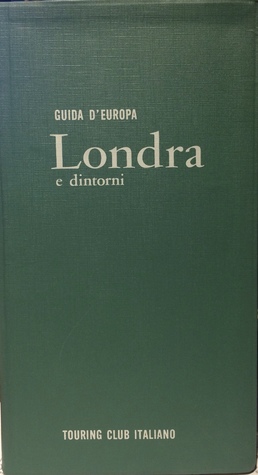 GUIDA D'EUROPA
Londra
e dintorni
TOURING CLUB ITALIANO